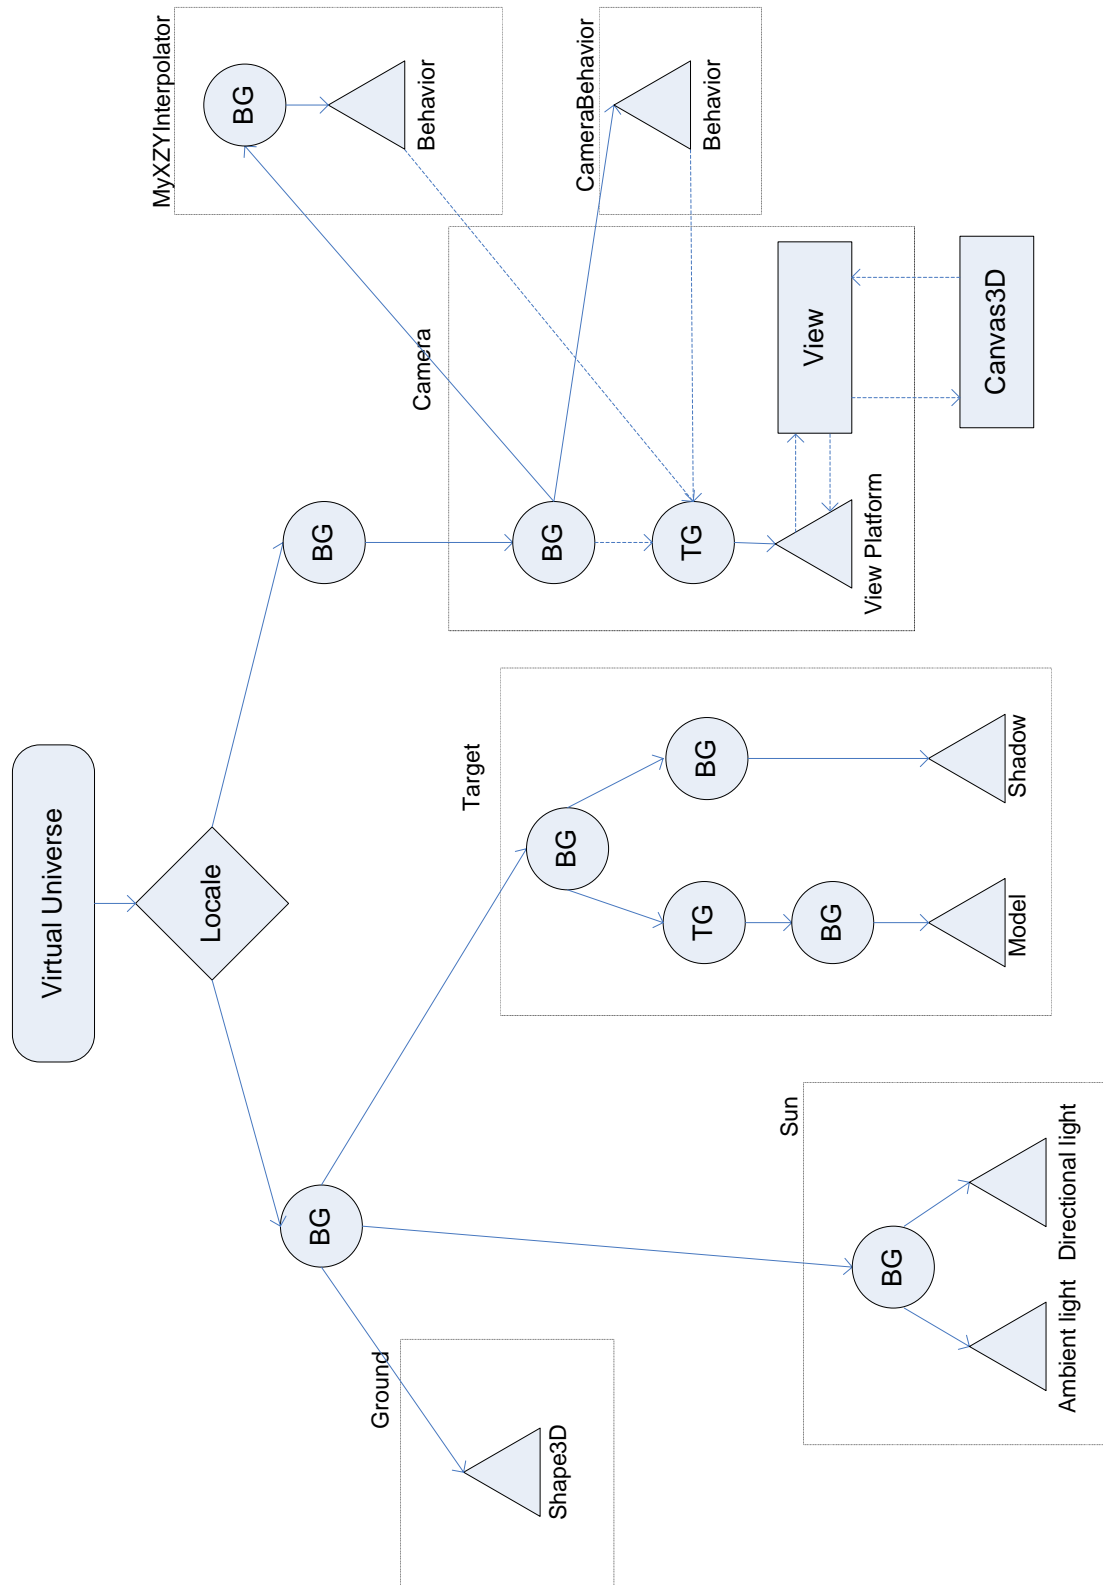 Virtual Universe
MyXZYInterpolator
Locale
BG
BG
BG
Ground
Camera
Behavior
Target
Shape3D
BG
BG
CameraBehavior
TG
BG
TG
Behavior
Sun
View
BG
View Platform
BG
Canvas3D
Model
Shadow
Ambient light
Directional light